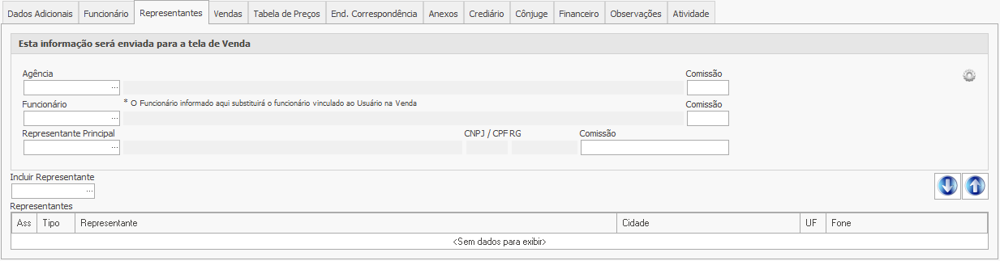 Dados Adicionais Funcionário Representantes Vendas Tabela de Preços End. Correspondência Anexos Crediário Cônjuge Financeiro Observações Atividade
Esta informação será enviada para a tela de Venda
Agência Comissão
...
Funcionário * O Funcionário informado aqui substituirá o funcionário vinculado ao Usuário na Venda Comissão
...
Representante Principal CNPJ / CPF RG Comissão
...
Incluir Representante
...
Representantes
Ass Tipo Representante Cidade UF Fone
<Sem dados para exibir>